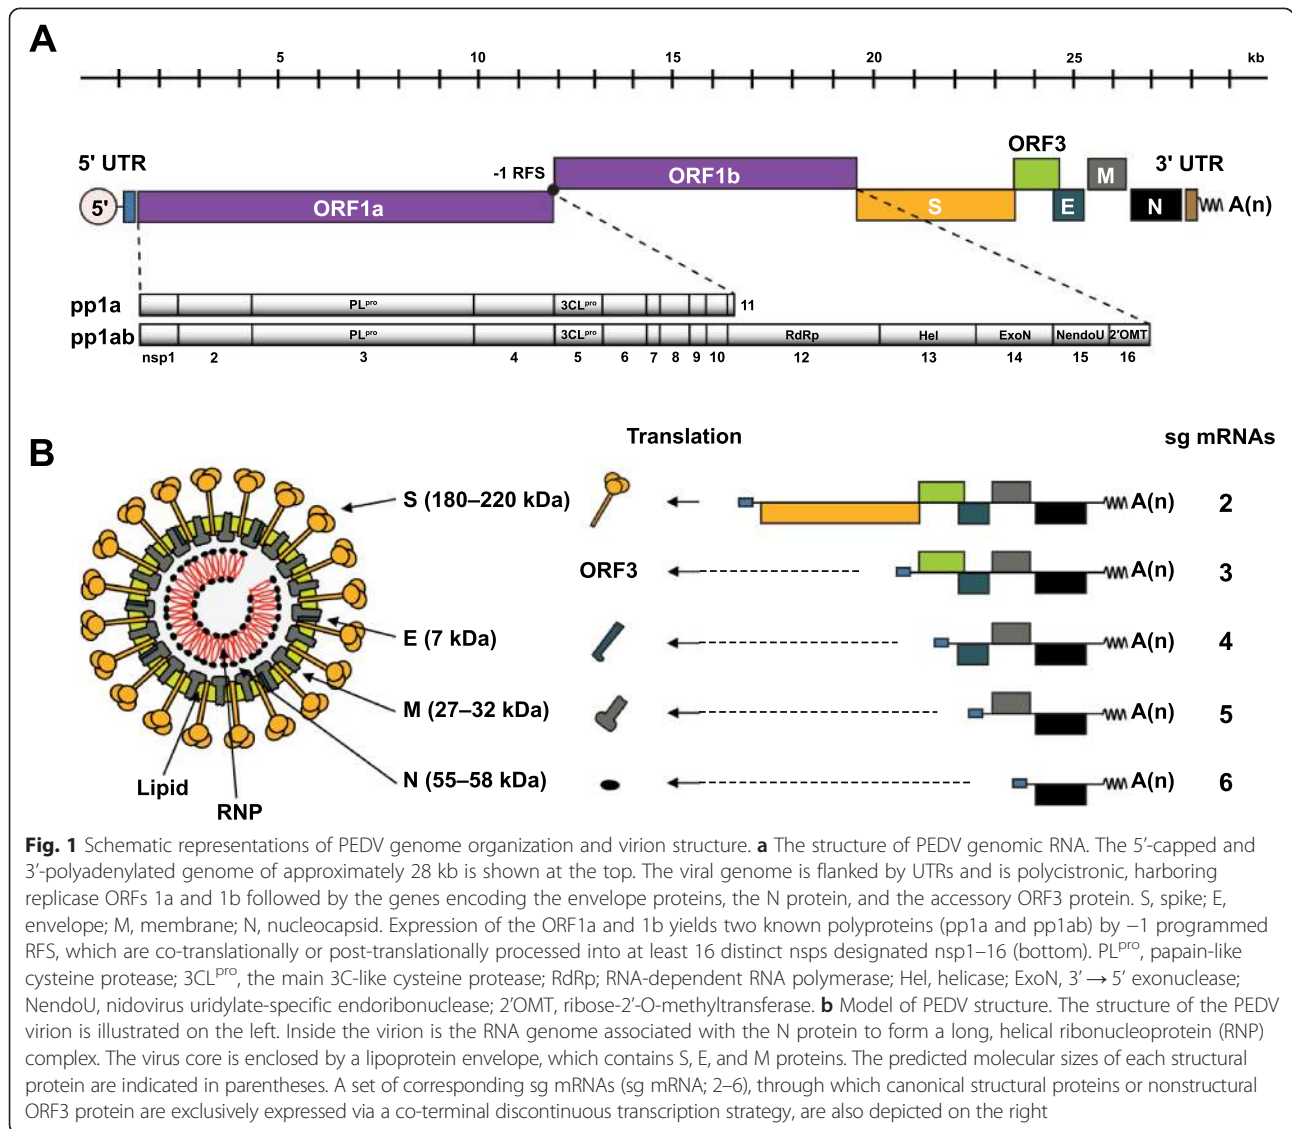 A
5 10 15 20 25 kb
ORF3
5' UTR -1 RFS ORF1b M 3' UTR
5' ORF1a S E N A(n)
pp1a PLpro 3CLpro 11
pp1ab PLpro 3CLpro RdRp Hel ExoN NendoU 2'OMT
nsp1 2 3 4 5 6 7 8 9 10 12 13 14 15 16
B
Translation sg mRNAs
S (180–220 kDa) A(n) 2
ORF3 A(n) 3
E (7 kDa) A(n) 4
M (27–32 kDa) A(n) 5
N (55–58 kDa) A(n) 6
Lipid
RNP
Fig. 1 Schematic representations of PEDV genome organization and virion structure. a The structure of PEDV genomic RNA. The 5′-capped and
3′-polyadenylated genome of approximately 28 kb is shown at the top. The viral genome is flanked by UTRs and is polycistronic, harboring
replicase ORFs 1a and 1b followed by the genes encoding the envelope proteins, the N protein, and the accessory ORF3 protein. S, spike; E,
envelope; M, membrane; N, nucleocapsid. Expression of the ORF1a and 1b yields two known polyproteins (pp1a and pp1ab) by −1 programmed
RFS, which are co-translationally or post-translationally processed into at least 16 distinct nsps designated nsp1–16 (bottom). PLpro, papain-like
cysteine protease; 3CLpro, the main 3C-like cysteine protease; RdRp; RNA-dependent RNA polymerase; Hel, helicase; ExoN, 3′ → 5′ exonuclease;
NendoU, nidovirus uridylate-specific endoribonuclease; 2′OMT, ribose-2′-O-methyltransferase. b Model of PEDV structure. The structure of the PEDV
virion is illustrated on the left. Inside the virion is the RNA genome associated with the N protein to form a long, helical ribonucleoprotein (RNP)
complex. The virus core is enclosed by a lipoprotein envelope, which contains S, E, and M proteins. The predicted molecular sizes of each structural
protein are indicated in parentheses. A set of corresponding sg mRNAs (sg mRNA; 2–6), through which canonical structural proteins or nonstructural
ORF3 protein are exclusively expressed via a co-terminal discontinuous transcription strategy, are also depicted on the right